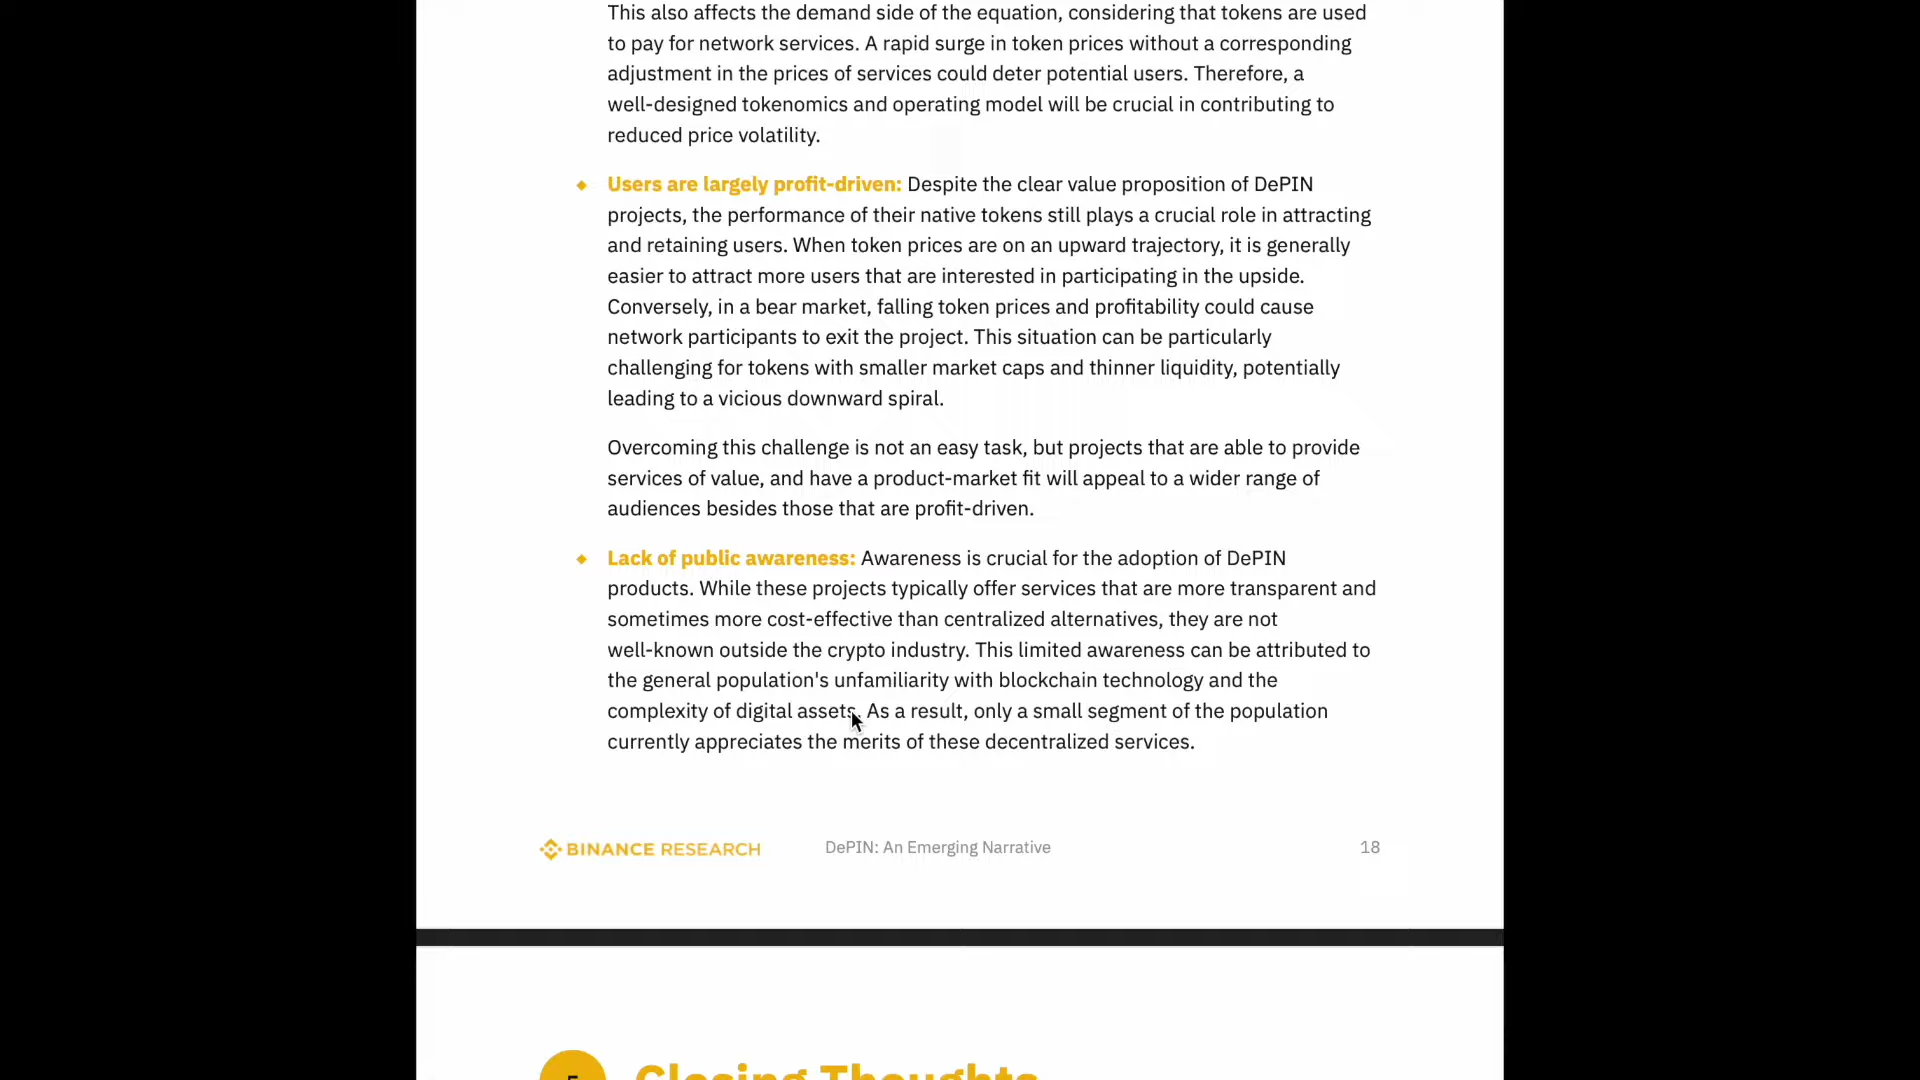 This also affects the demand side of the equation, considering that tokens are used
to pay for network services. A rapid surge in token prices without a corresponding
adjustment in the prices of services could deter potential users. Therefore, a
well-designed tokenomics and operating model will be crucial in contributing to
reduced price volatility.
Users are largely profit-driven: Despite the clear value proposition of DePIN
projects, the performance of their native tokens still plays a crucial role in attracting
and retaining users. When token prices are on an upward trajectory, it is generally
easier to attract more users that are interested in participating in the upside.
Conversely, in a bear market, falling token prices and profitability could cause
network participants to exit the project. This situation can be particularly
challenging for tokens with smaller market caps and thinner liquidity, potentially
leading to a vicious downward spiral.
Overcoming this challenge is not an easy task, but projects that are able to provide
services of value, and have a product-market fit will appeal to a wider range of
audiences besides those that are profit-driven.
Lack of public awareness: Awareness is crucial for the adoption of DePIN
products. While these projects typically offer services that are more transparent and
sometimes more cost-effective than centralized alternatives, they are not
well-known outside the crypto industry. This limited awareness can be attributed to
the general population's unfamiliarity with blockchain technology and the
complexity of digital assets. As a result, only a small segment of the population
currently appreciates the merits of these decentralized services.
BINANCE RESEARCH
DePIN: An Emerging Narrative
18
Closing Thoughts